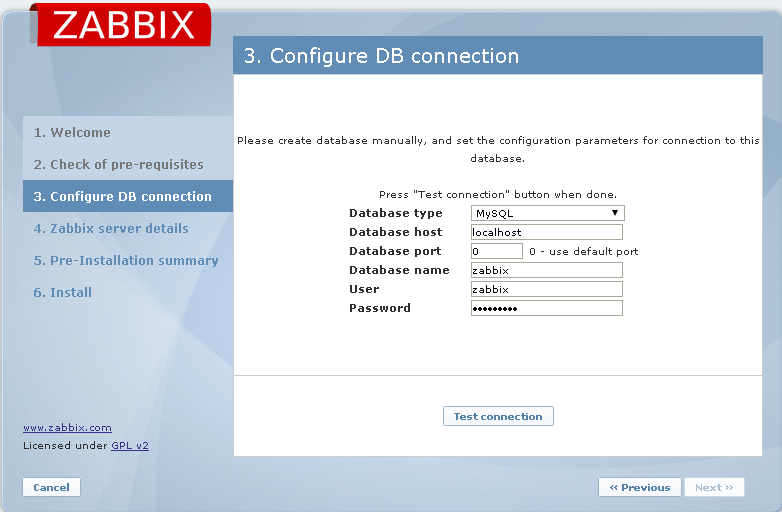 ZABBIX
3. Configure DB connection
1. Welcome
2. Check of pre-requisites
3. Configure DB connection
4. Zabbix server details
5. Pre-Installation summary
6. Install
Please create database manually, and set the configuration parameters for connection to this
database.
Press "Test connection" button when done.
Database type MySQL ▼
Database host localhost
Database port 0 0 - use default port
Database name zabbix
User zabbix
Password •••••••••
Test connection
www.zabbix.com
Licensed under GPL v2
Cancel
« Previous
Next »